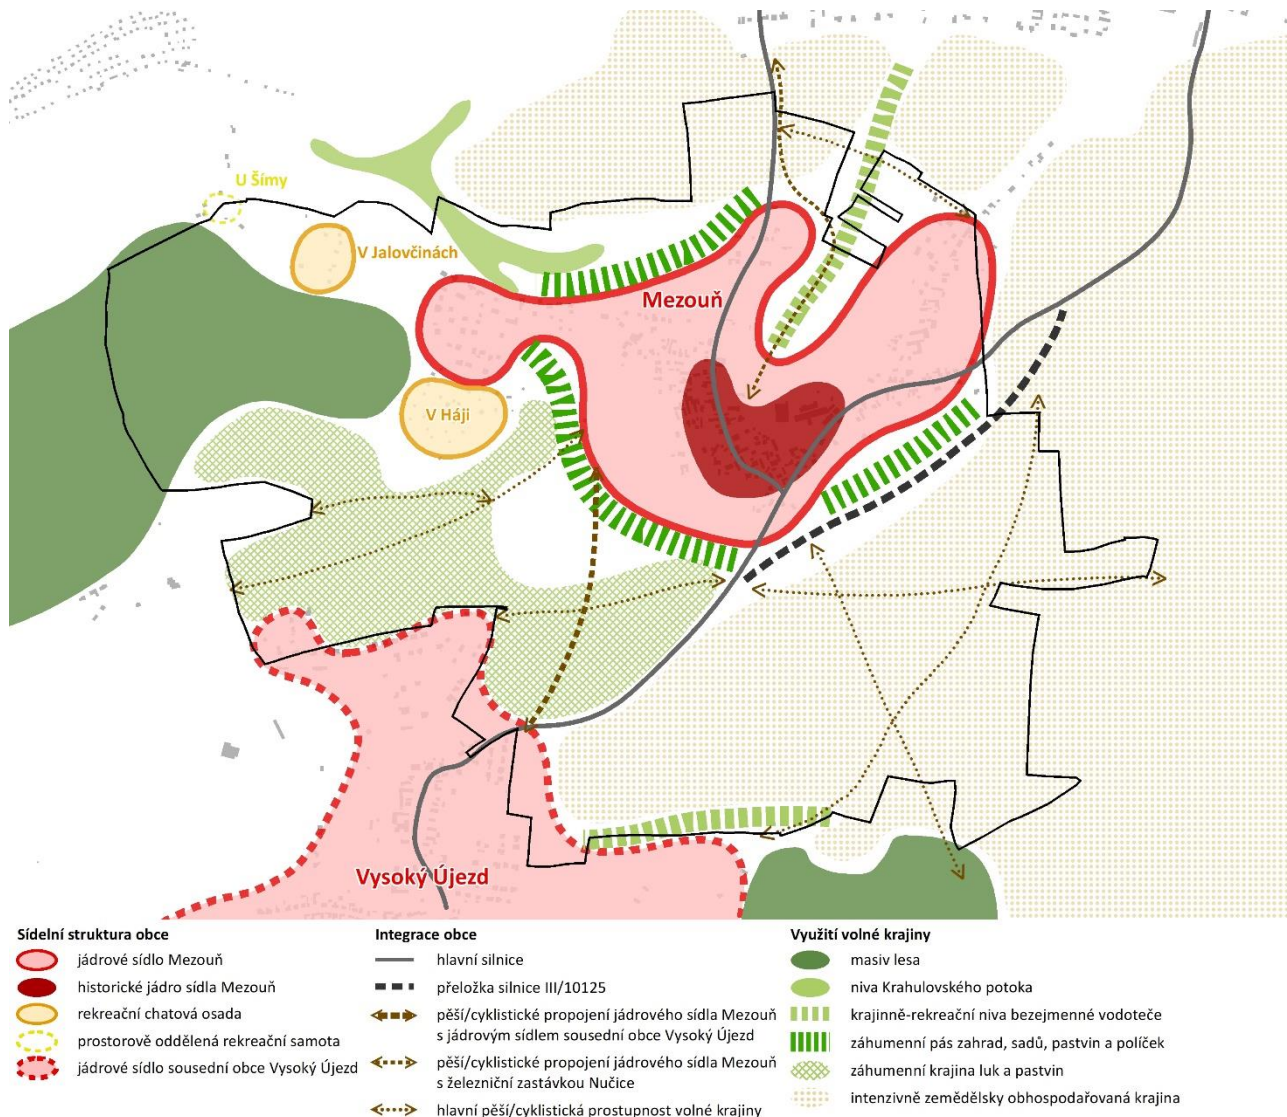 U Šímy
V Jalovčinách
Mezouň
V Háji
Vysoký Újezd
Sídelní struktura obce
jádrové sídlo Mezouň
historické jádro sídla Mezouň
rekreační chatová osada
prostorově oddělená rekreační samota
jádrové sídlo sousední obce Vysoký Újezd
Integrace obce
hlavní silnice
přeložka silnice III/10125
pěší/cyklistické propojení jádrového sídla Mezouň
s jádrovým sídlem sousední obce Vysoký Újezd
pěší/cyklistické propojení jádrového sídla Mezouň
s železniční zastávkou Nučice
hlavní pěší/cyklistická prostupnost volné krajiny
Využití volné krajiny
masiv lesa
niva Krahulovského potoka
krajinně-rekreační niva bezejmenné vodoteče
záhumenní pás zahrad, sadů, pastvin a políček
záhumenní krajina luk a pastvin
intenzivně zemědělsky obhospodařovaná krajina